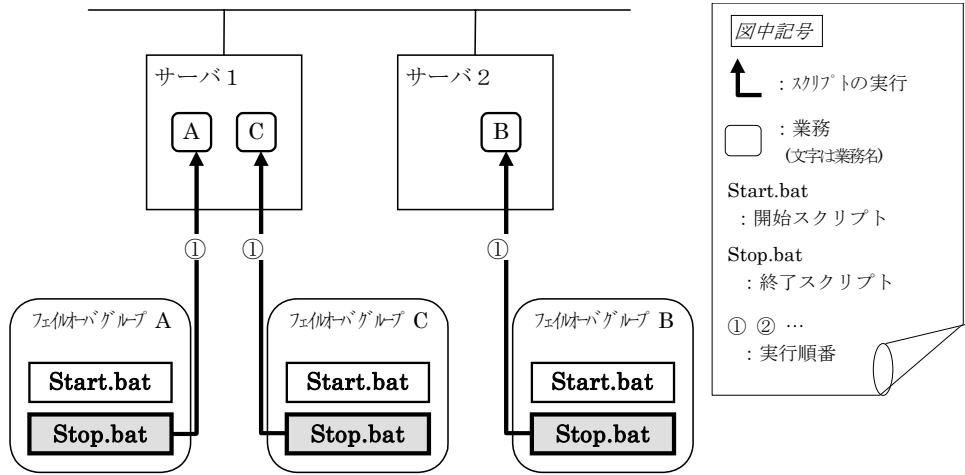 サーバ1
A
C
サーバ2
B
①
①
①
フェイルオーバグループ A
Start.bat
Stop.bat
フェイルオーバグループ C
Start.bat
Stop.bat
フェイルオーバグループ B
Start.bat
Stop.bat
図中記号
：スクリプトの実行
：業務
(文字は業務名)
Start.bat
：開始スクリプト
Stop.bat
：終了スクリプト
① ② …
：実行順番